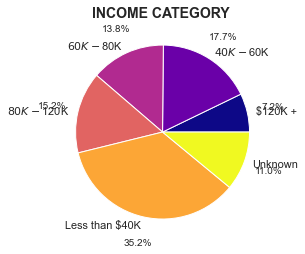 INCOME CATEGORY
13.8%
17.7%
60K − 80K
40K − 60K
15.2%
80K − 120K
7.2%
$120K +
Unknown
11.0%
Less than $40K
35.2%